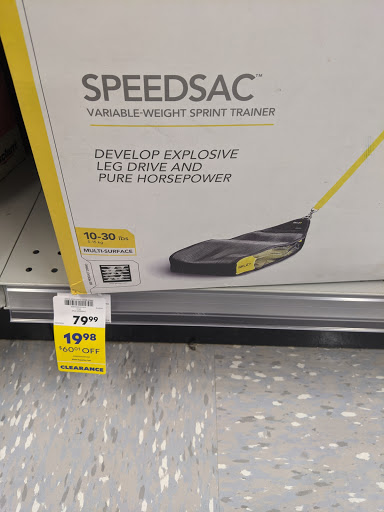 SPEEDSAC™
VARIABLE-WEIGHT SPRINT TRAINER
DEVELOP EXPLOSIVE
LEG DRIVE AND
PURE HORSEPOWER
10-30 lbs
MULTI-SURFACE
79.99
19.98
$60.01 OFF
CLEARANCE